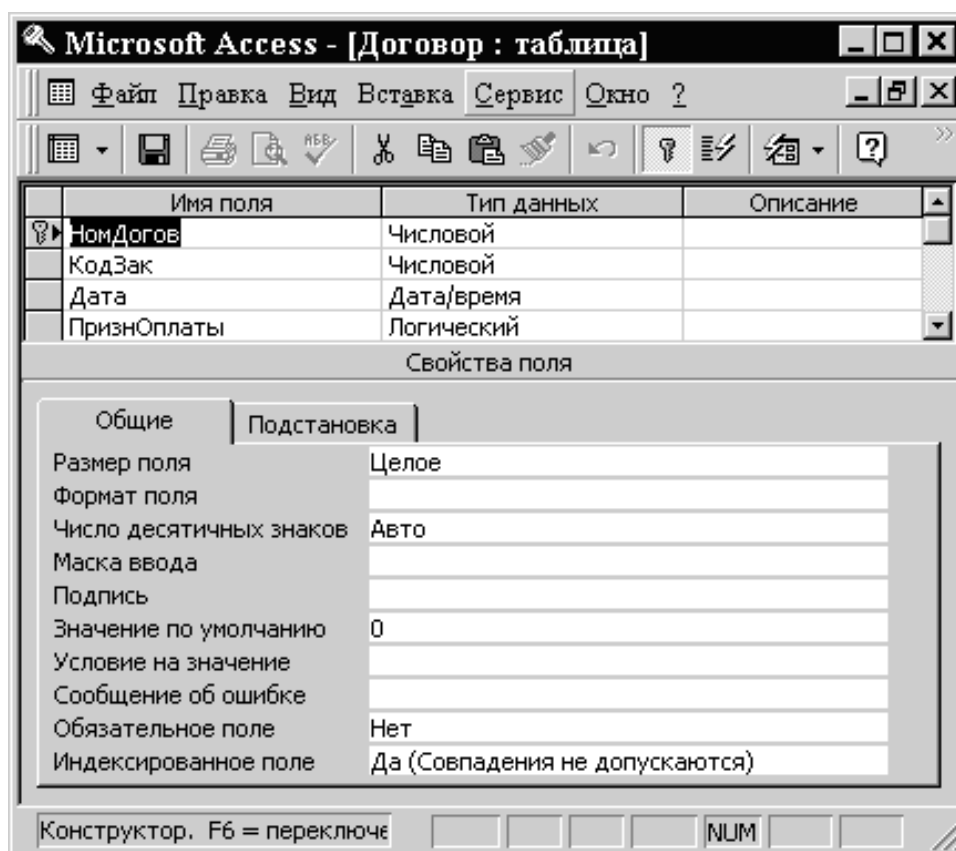 Microsoft Access - [Договор : таблица]
Файл Правка Вид Вставка Сервис Окно ?
АБВ
Имя поля Тип данных Описание
НомДогов Числовой
КодЗак Числовой
Дата Дата/время
ПризнОплаты Логический
Свойства поля
Общие Подстановка
Размер поля Целое
Формат поля
Число десятичных знаков Авто
Маска ввода
Подпись
Значение по умолчанию 0
Условие на значение
Сообщение об ошибке
Обязательное поле Нет
Индексированное поле Да (Совпадения не допускаются)
Конструктор. F6 = переключе NUM